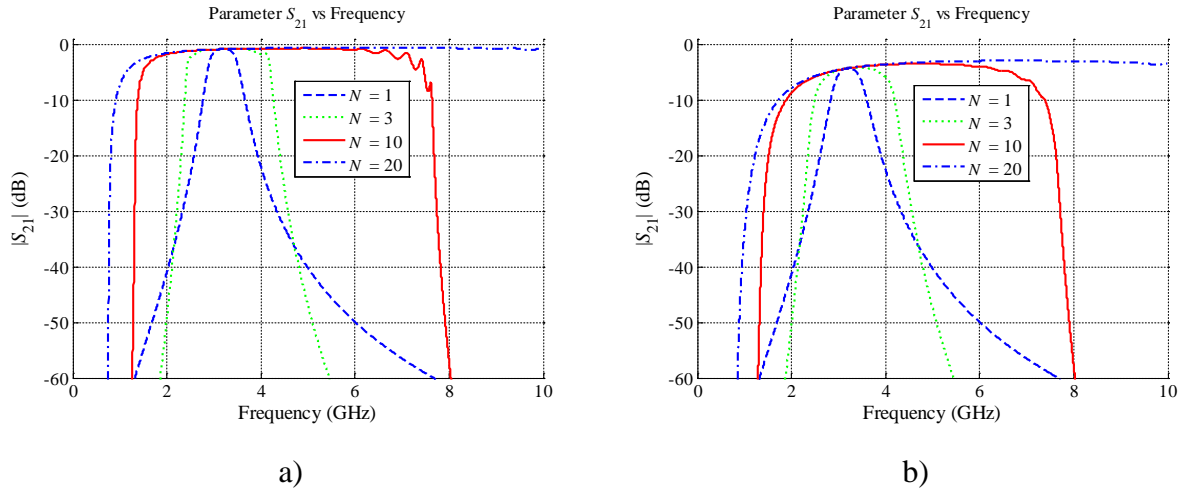 Parameter S21 vs Frequency
0
-10
-20
-30
-40
-50
-60
|S21| (dB)
N = 1
N = 3
N = 10
N = 20
0 2 4 6 8 10
Frequency (GHz)
a)
Parameter S21 vs Frequency
0
-10
-20
-30
-40
-50
-60
|S21| (dB)
N = 1
N = 3
N = 10
N = 20
0 2 4 6 8 10
Frequency (GHz)
b)